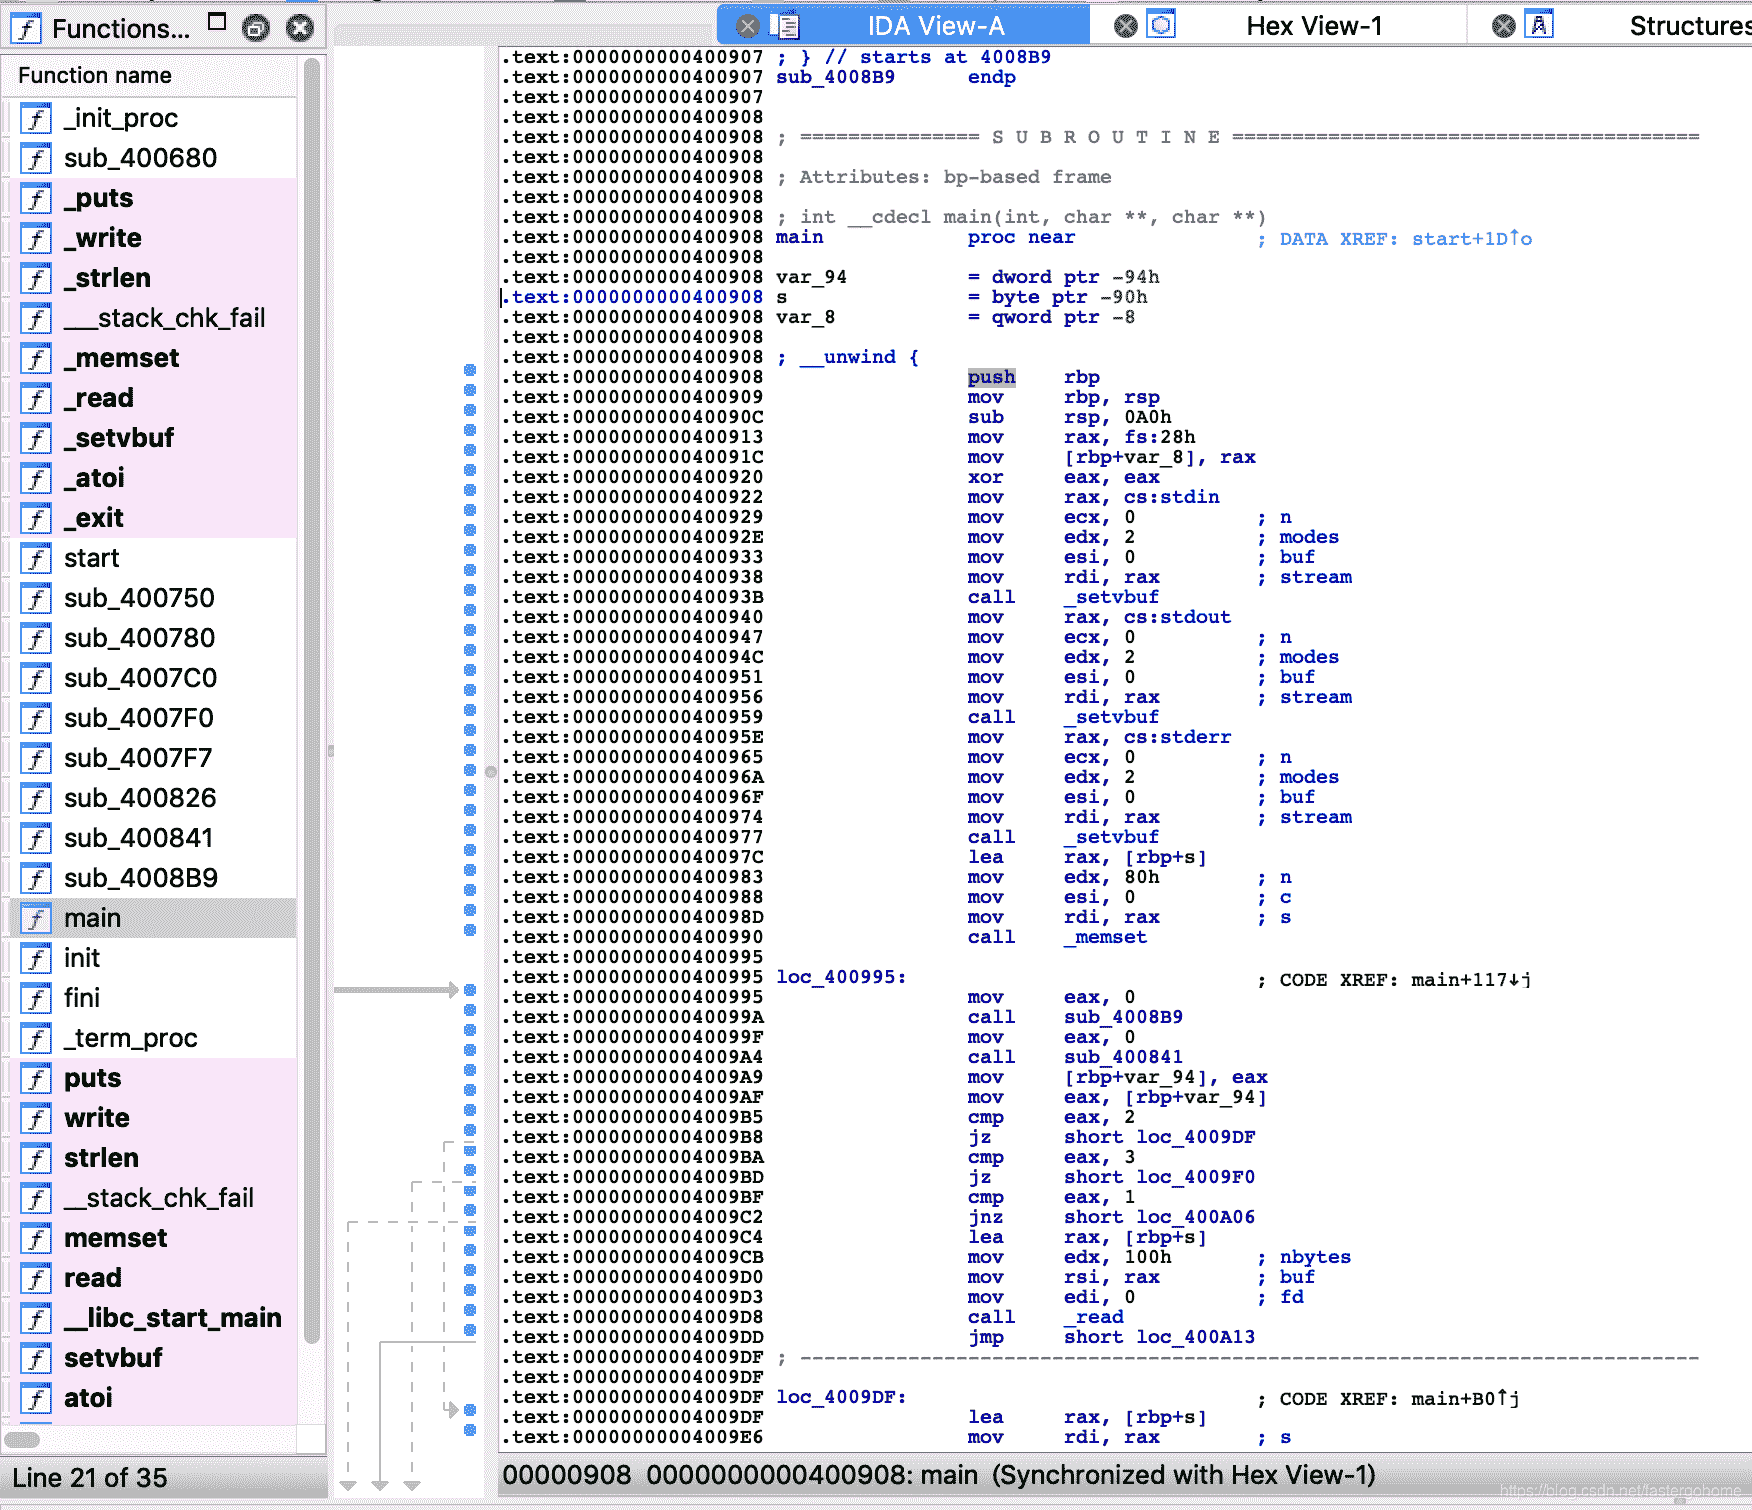 Functions...
Function name
_init_proc
sub_400680
_puts
_write
_strlen
___stack_chk_fail
_memset
_read
_setvbuf
_atoi
_exit
start
sub_400750
sub_400780
sub_4007C0
sub_4007F0
sub_4007F7
sub_400826
sub_400841
sub_4008B9
main
init
fini
_term_proc
puts
write
strlen
__stack_chk_fail
memset
read
__libc_start_main
setvbuf
atoi
Line 21 of 35
IDA View-A
Hex View-1
Structures
.text:0000000000400907 ; } // starts at 4008B9
.text:0000000000400907 sub_4008B9 endp
.text:0000000000400907
.text:0000000000400908
.text:0000000000400908 ; =============== S U B R O U T I N E =======================================
.text:0000000000400908
.text:0000000000400908 ; Attributes: bp-based frame
.text:0000000000400908
.text:0000000000400908 ; int __cdecl main(int, char **, char **)
.text:0000000000400908 main proc near ; DATA XREF: start+1D↑o
.text:0000000000400908
.text:0000000000400908 var_94 = dword ptr -94h
.text:0000000000400908 s = byte ptr -90h
.text:0000000000400908 var_8 = qword ptr -8
.text:0000000000400908
.text:0000000000400908 ; __unwind {
.text:0000000000400908 push rbp
.text:0000000000400909 mov rbp, rsp
.text:000000000040090C sub rsp, 0A0h
.text:0000000000400913 mov rax, fs:28h
.text:000000000040091C mov [rbp+var_8], rax
.text:0000000000400920 xor eax, eax
.text:0000000000400922 mov rax, cs:stdin
.text:0000000000400929 mov ecx, 0 ; n
.text:000000000040092E mov edx, 2 ; modes
.text:0000000000400933 mov esi, 0 ; buf
.text:0000000000400938 mov rdi, rax ; stream
.text:000000000040093B call _setvbuf
.text:0000000000400940 mov rax, cs:stdout
.text:0000000000400947 mov ecx, 0 ; n
.text:000000000040094C mov edx, 2 ; modes
.text:0000000000400951 mov esi, 0 ; buf
.text:0000000000400956 mov rdi, rax ; stream
.text:0000000000400959 call _setvbuf
.text:000000000040095E mov rax, cs:stderr
.text:0000000000400965 mov ecx, 0 ; n
.text:000000000040096A mov edx, 2 ; modes
.text:000000000040096F mov esi, 0 ; buf
.text:0000000000400974 mov rdi, rax ; stream
.text:0000000000400977 call _setvbuf
.text:000000000040097C lea rax, [rbp+s]
.text:0000000000400983 mov edx, 80h ; n
.text:0000000000400988 mov esi, 0 ; c
.text:000000000040098D mov rdi, rax ; s
.text:0000000000400990 call _memset
.text:0000000000400995
.text:0000000000400995 loc_400995: ; CODE XREF: main+117↓j
.text:0000000000400995 mov eax, 0
.text:000000000040099A call sub_4008B9
.text:000000000040099F mov eax, 0
.text:00000000004009A4 call sub_400841
.text:00000000004009A9 mov [rbp+var_94], eax
.text:00000000004009AF mov eax, [rbp+var_94]
.text:00000000004009B5 cmp eax, 2
.text:00000000004009B8 jz short loc_4009DF
.text:00000000004009BA cmp eax, 3
.text:00000000004009BD jz short loc_4009F0
.text:00000000004009BF cmp eax, 1
.text:00000000004009C2 jnz short loc_400A06
.text:00000000004009C4 lea rax, [rbp+s]
.text:00000000004009CB mov edx, 100h ; nbytes
.text:00000000004009D0 mov rsi, rax ; buf
.text:00000000004009D3 mov edi, 0 ; fd
.text:00000000004009D8 call _read
.text:00000000004009DD jmp short loc_400A13
.text:00000000004009DF ; ---------------------------------------------------------------------------
.text:00000000004009DF
.text:00000000004009DF loc_4009DF: ; CODE XREF: main+B0↑j
.text:00000000004009DF lea rax, [rbp+s]
.text:00000000004009E6 mov rdi, rax ; s
00000908 0000000000400908: main (Synchronized with Hex View-1)
https://blog.csdn.net/fastergohome